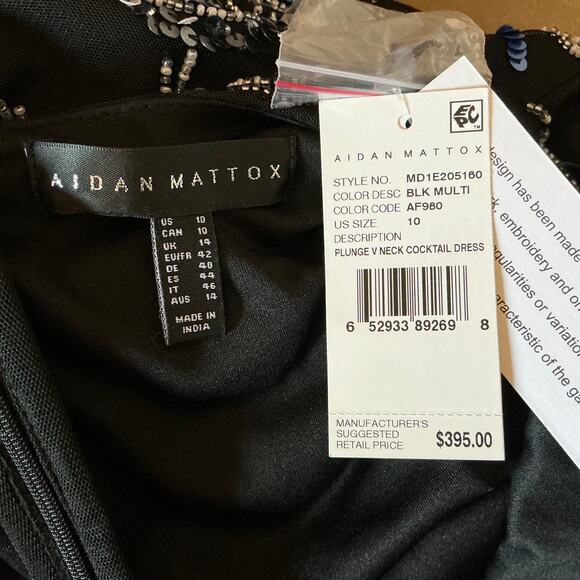 AIDAN MATTOX
US 10
CAN 10
UK 14
EU/FR 42
DE 40
ES 44
IT 46
AUS 14
MADE IN
INDIA
EPC
AIDAN MATTOX
STYLE NO. MD1E205160
COLOR DESC BLK MULTI
COLOR CODE AF980
US SIZE 10
DESCRIPTION
PLUNGE V NECK COCKTAIL DRESS
6 52933 89269 8
MANUFACTURER'S
SUGGESTED
RETAIL PRICE $395.00
design has been made
embroidery and
or variation
characteristic of the